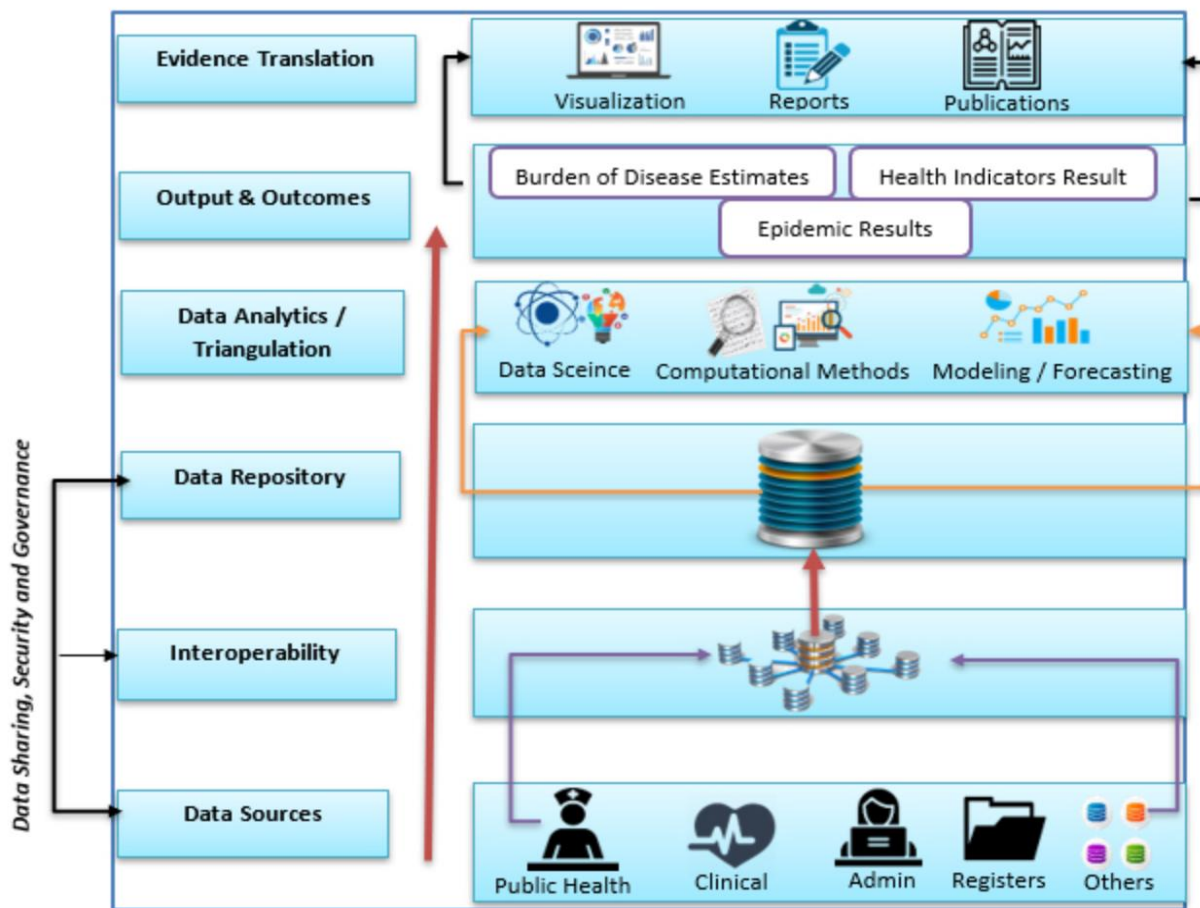 Evidence Translation
Visualization
Reports
Publications
Output & Outcomes
Burden of Disease Estimates
Health Indicators Result
Epidemic Results
Data Analytics /
Triangulation
Data Sceince
Computational Methods
Modeling / Forecasting
Data Repository
Interoperability
Data Sources
Public Health
Clinical
Admin
Registers
Others
Data Sharing, Security and Governance